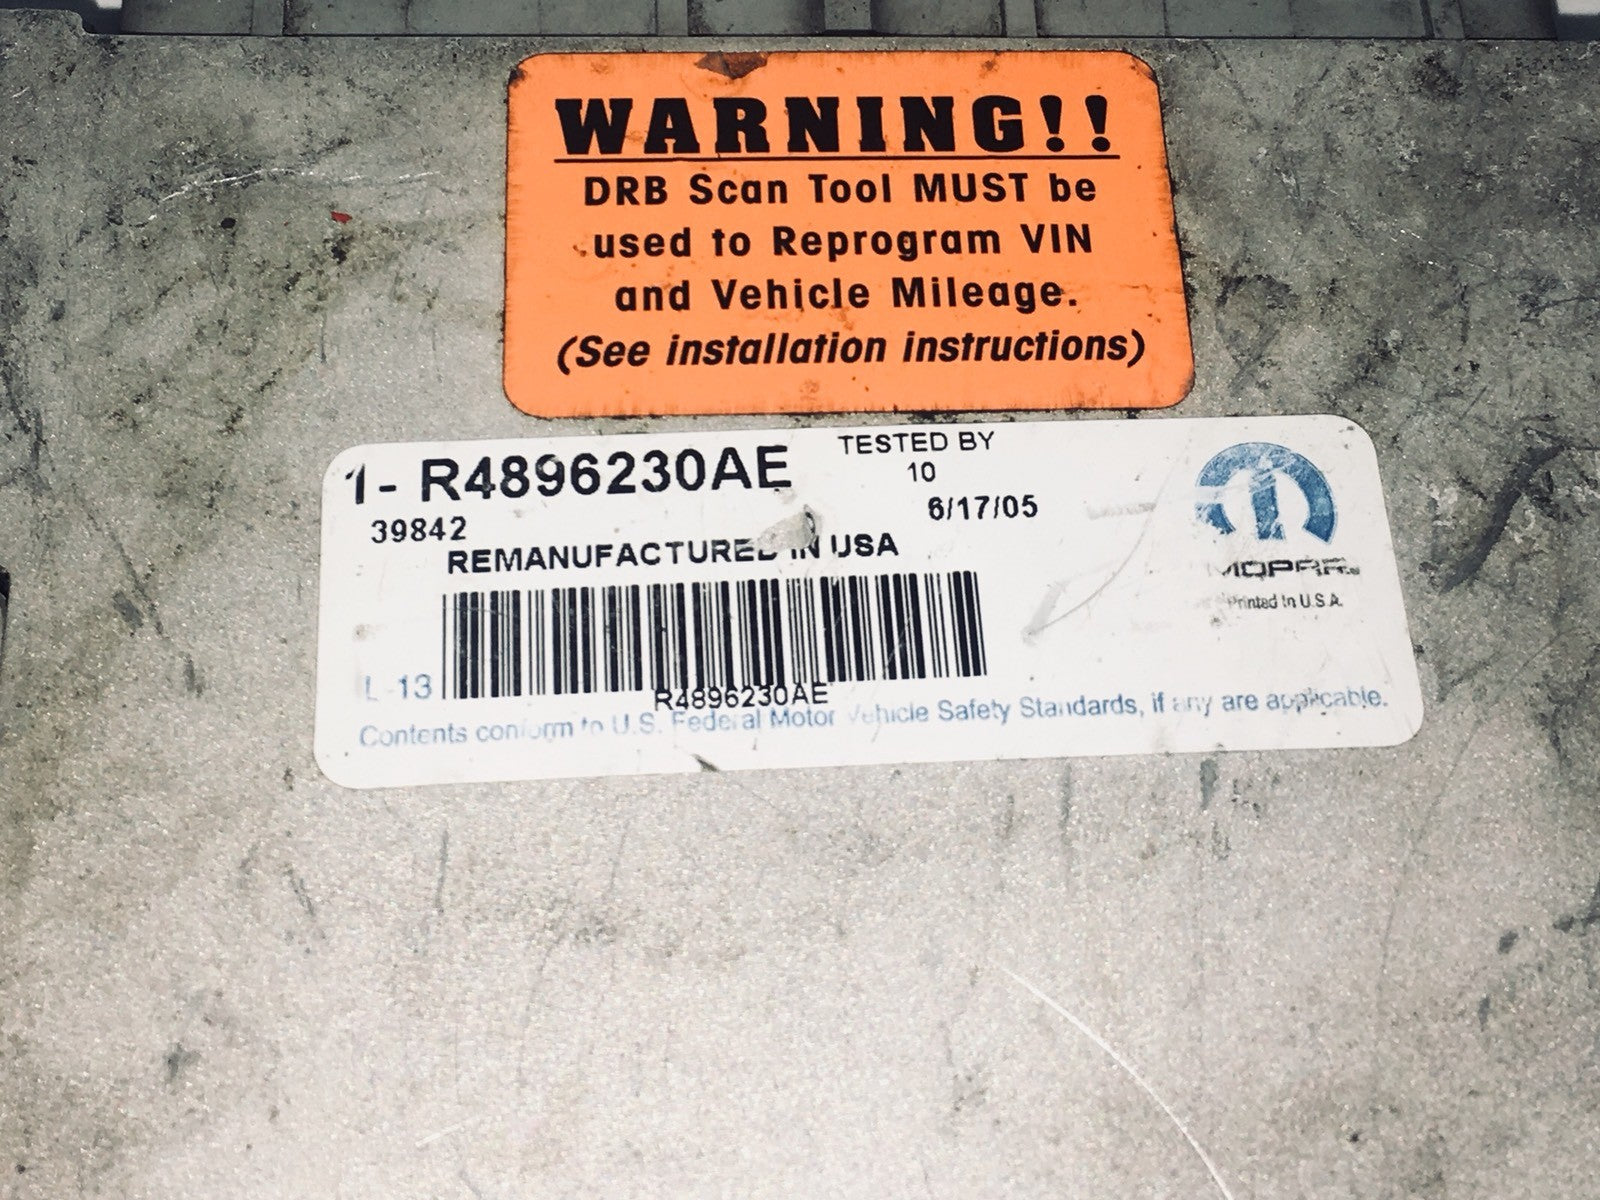 WARNING!!
DRB Scan Tool MUST be
used to Reprogram VIN
and Vehicle Mileage.
(See installation instructions)
1- R4896230AE
TESTED BY
10
39842
6/17/05
REMANUFACTURED IN USA
MOPAR
Printed In U.S.A.
L-13
R4896230AE
Contents conform to U.S. Federal Motor Vehicle Safety Standards, if any are applicable.